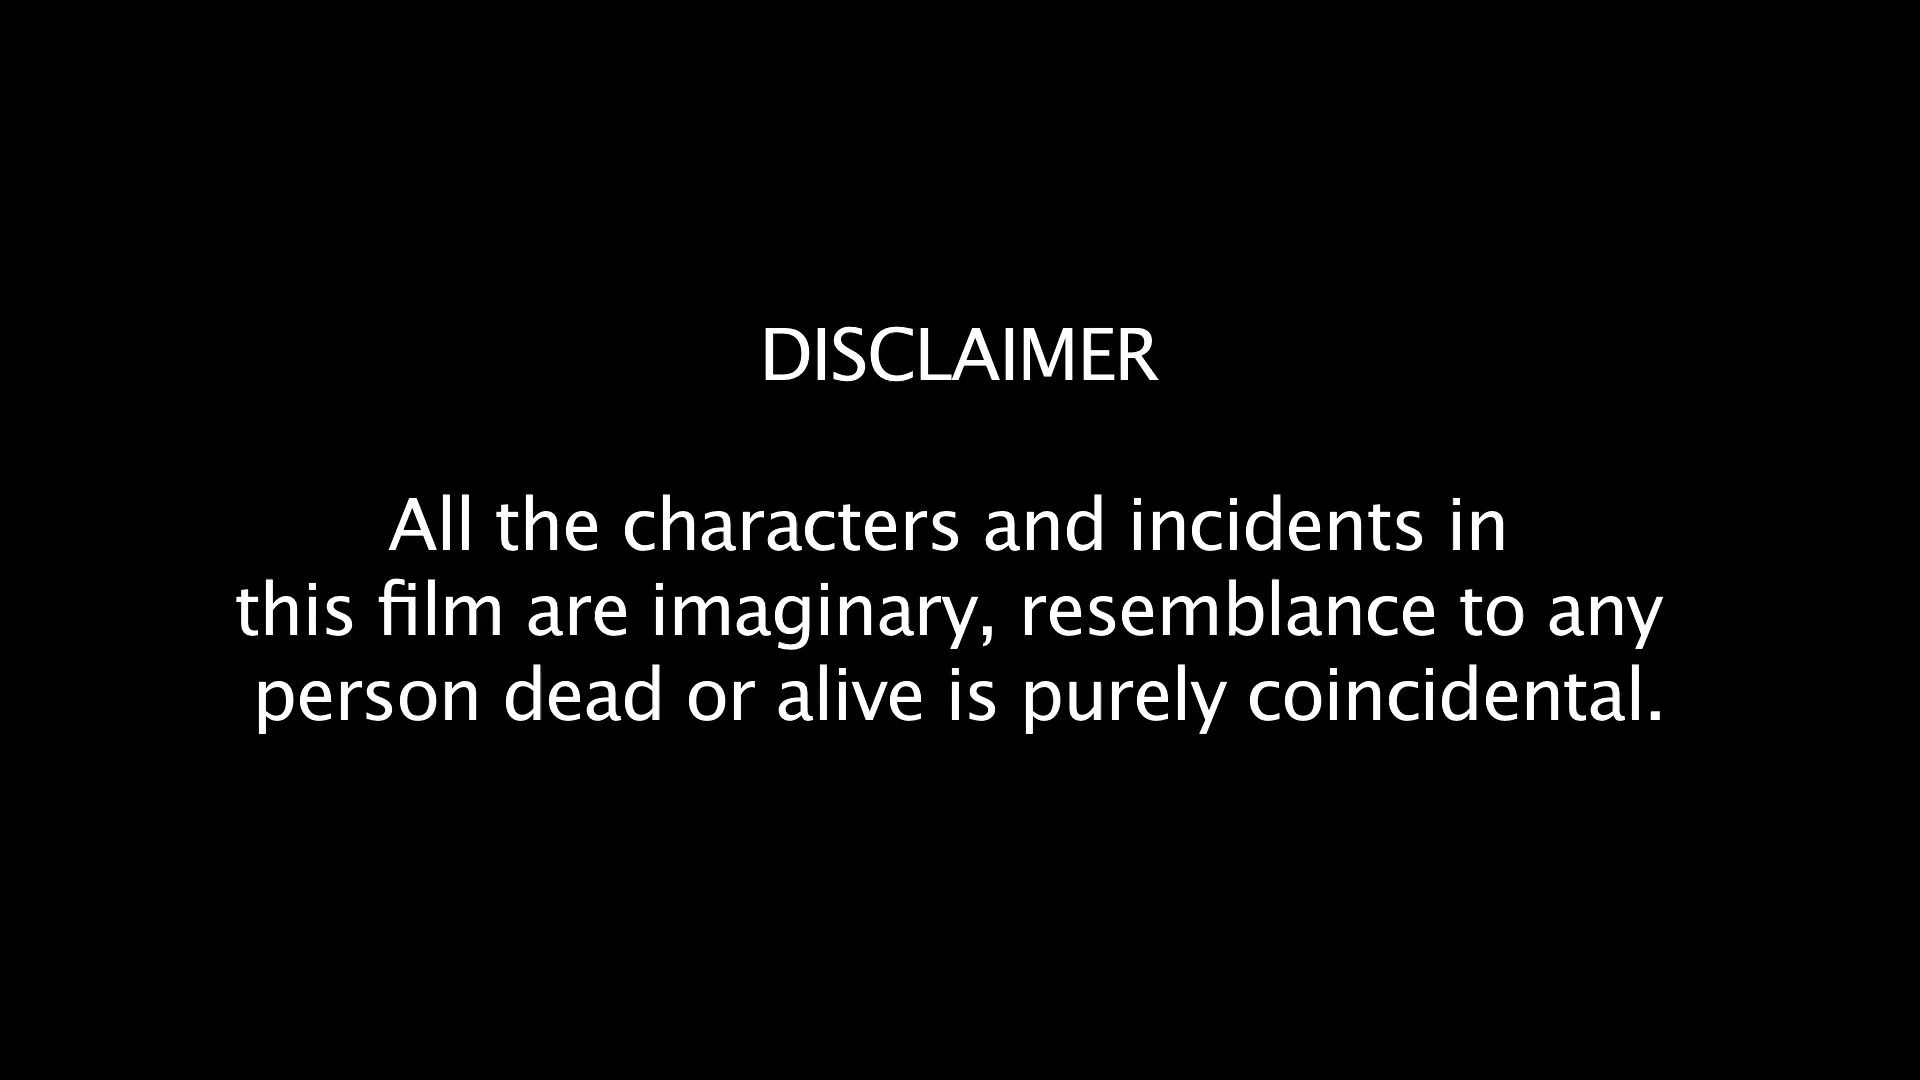 DISCLAIMER
All the characters and incidents in
this film are imaginary, resemblance to any
person dead or alive is purely coincidental.